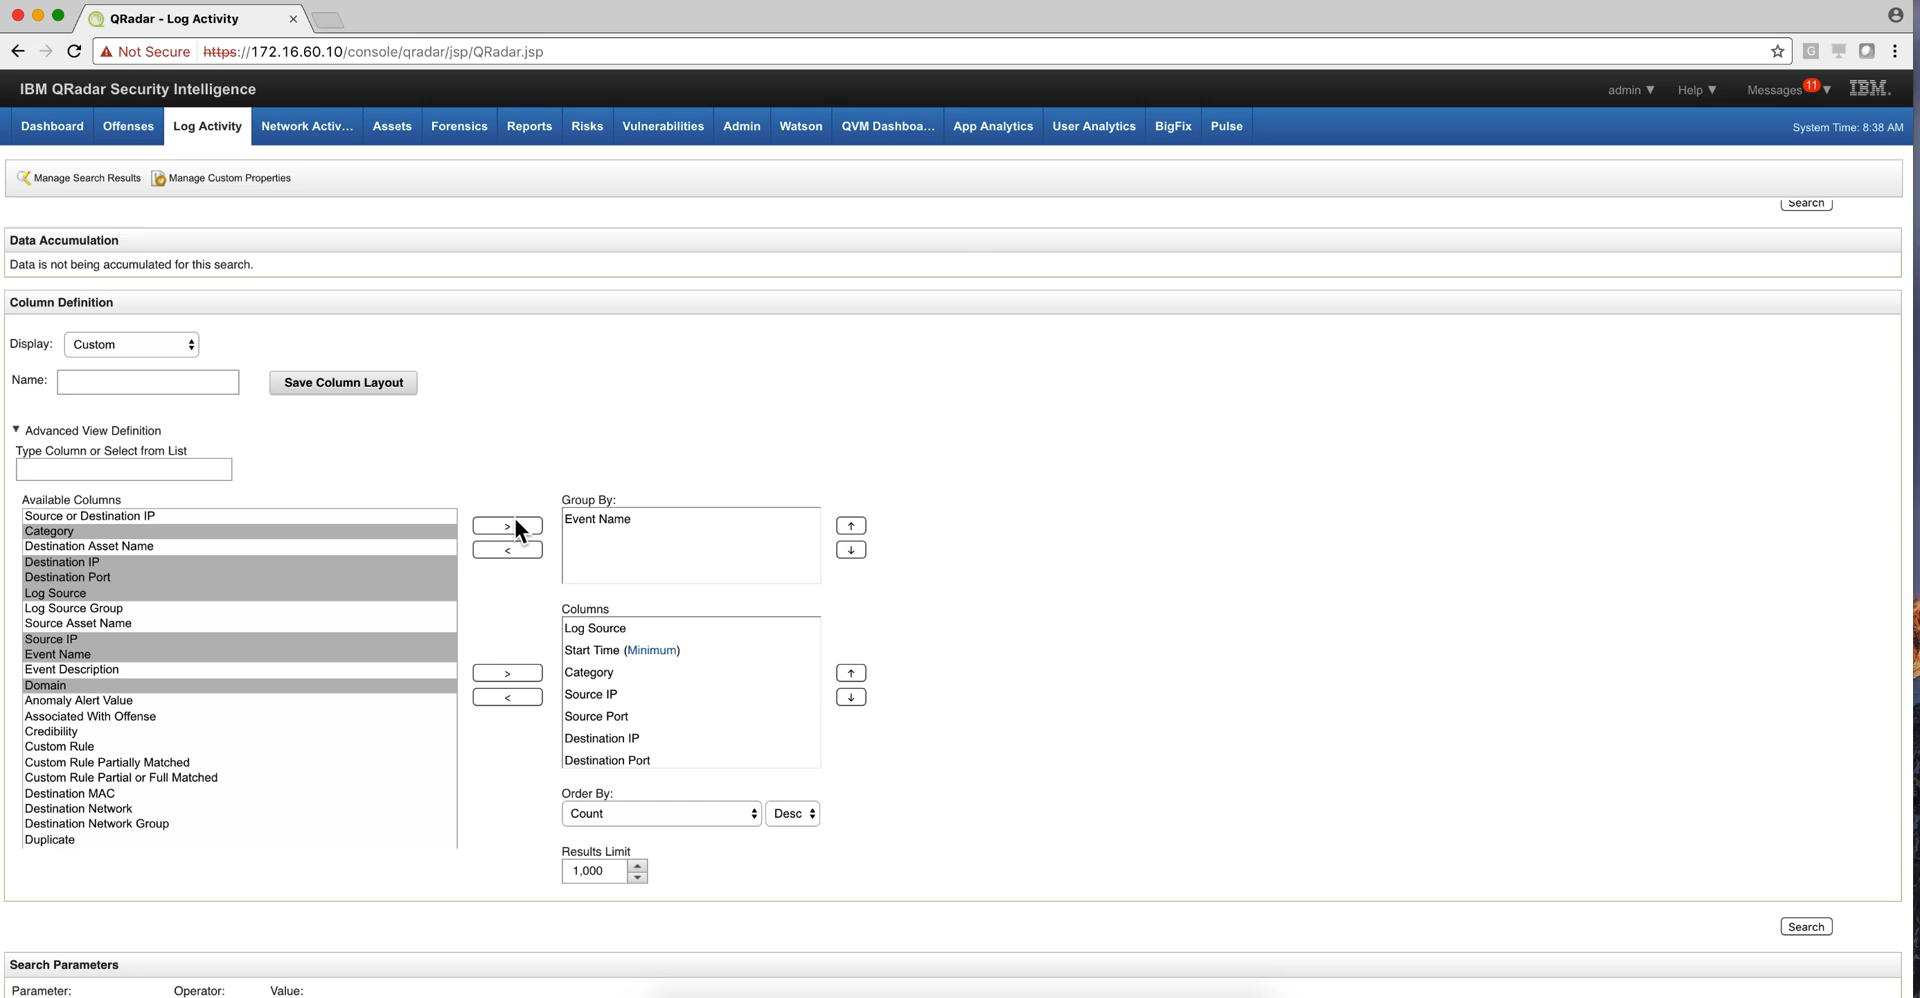 QRadar - Log Activity
Not Secure https://172.16.60.10/console/qradar/jsp/QRadar.jsp
G
IBM QRadar Security Intelligence
admin ▼ Help ▼ Messages 11 ▼ IBM.
Dashboard Offenses Log Activity Network Activ... Assets Forensics Reports Risks Vulnerabilities Admin Watson QVM Dashboa... App Analytics User Analytics BigFix Pulse System Time: 8:38 AM
Manage Search Results Manage Custom Properties
Search
Data Accumulation
Data is not being accumulated for this search.
Column Definition
Display: Custom
Name: Save Column Layout
▼ Advanced View Definition
Type Column or Select from List
Available Columns
Source or Destination IP
Category
Destination Asset Name
Destination IP
Destination Port
Log Source
Log Source Group
Source Asset Name
Source IP
Event Name
Event Description
Domain
Anomaly Alert Value
Associated With Offense
Credibility
Custom Rule
Custom Rule Partially Matched
Custom Rule Partial or Full Matched
Destination MAC
Destination Network
Destination Network Group
Duplicate
>
<
>
<
Group By:
Event Name
↑
↓
Columns
Log Source
Start Time (Minimum)
Category
Source IP
Source Port
Destination IP
Destination Port
↑
↓
Order By:
Count Desc
Results Limit
1,000
Search
Search Parameters
Parameter: Operator: Value: